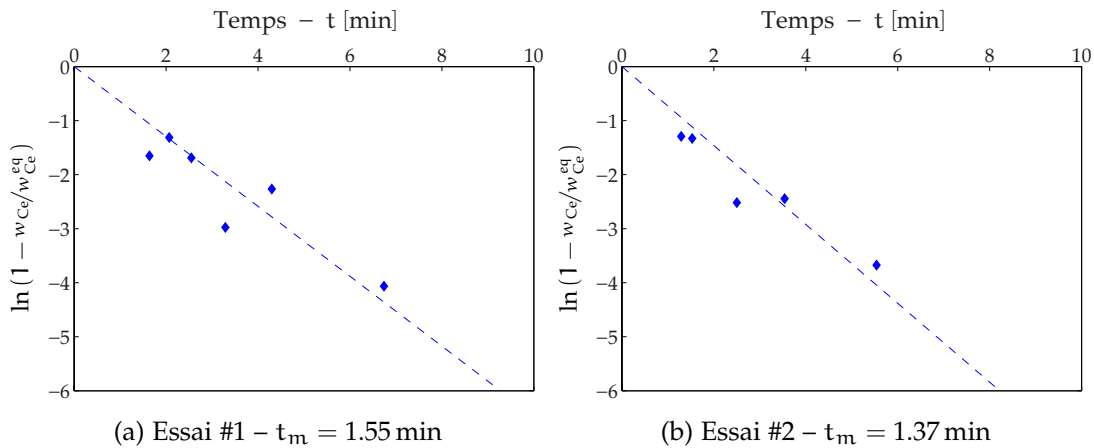 Temps − t [min]
0 2 4 6 8 10
0
−1
−2
−3
−4
−5
−6
ln (1 − w_Ce/w_Ce^eq)
(a) Essai #1 – t_m = 1.55 min
Temps − t [min]
0 2 4 6 8 10
0
−1
−2
−3
−4
−5
−6
ln (1 − w_Ce/w_Ce^eq)
(b) Essai #2 – t_m = 1.37 min